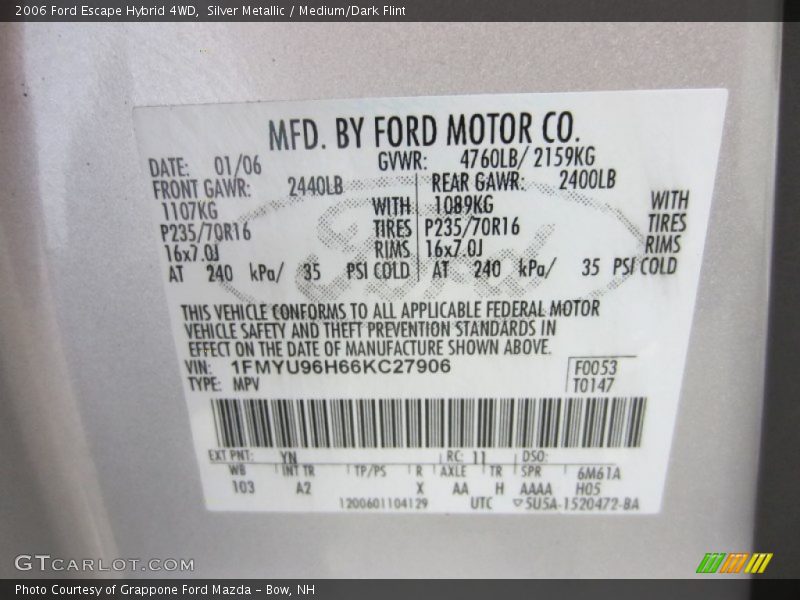 2006 Ford Escape Hybrid 4WD,  Silver Metallic / Medium/Dark Flint
MFD. BY FORD MOTOR CO.
DATE: 01/06 GVWR: 4760LB/ 2159KG
FRONT GAWR: 2440LB REAR GAWR: 2400LB
1107KG WITH 1089KG WITH
P235/70R16 TIRES P235/70R16 TIRES
16x7.0J RIMS 16x7.0J RIMS
AT 240 kPa/ 35 PSI COLD AT 240 kPa/ 35 PSI COLD
Ford
THIS VEHICLE CONFORMS TO ALL APPLICABLE FEDERAL MOTOR
VEHICLE SAFETY AND THEFT PREVENTION STANDARDS IN
EFFECT ON THE DATE OF MANUFACTURE SHOWN ABOVE.
VIN: 1FMYU96H66KC27906 F0053
TYPE: MPV T0147
EXT PNT: YN RC: 11 DSO:
WB INT TR TP/PS R AXLE TR SPR 6M61A
103 A2 X AA H AAAA H05
1200601104129 UTC ▽5U5A-1520472-BA
GTCARLOT.COM
Photo Courtesy of Grappone Ford Mazda – Bow, NH